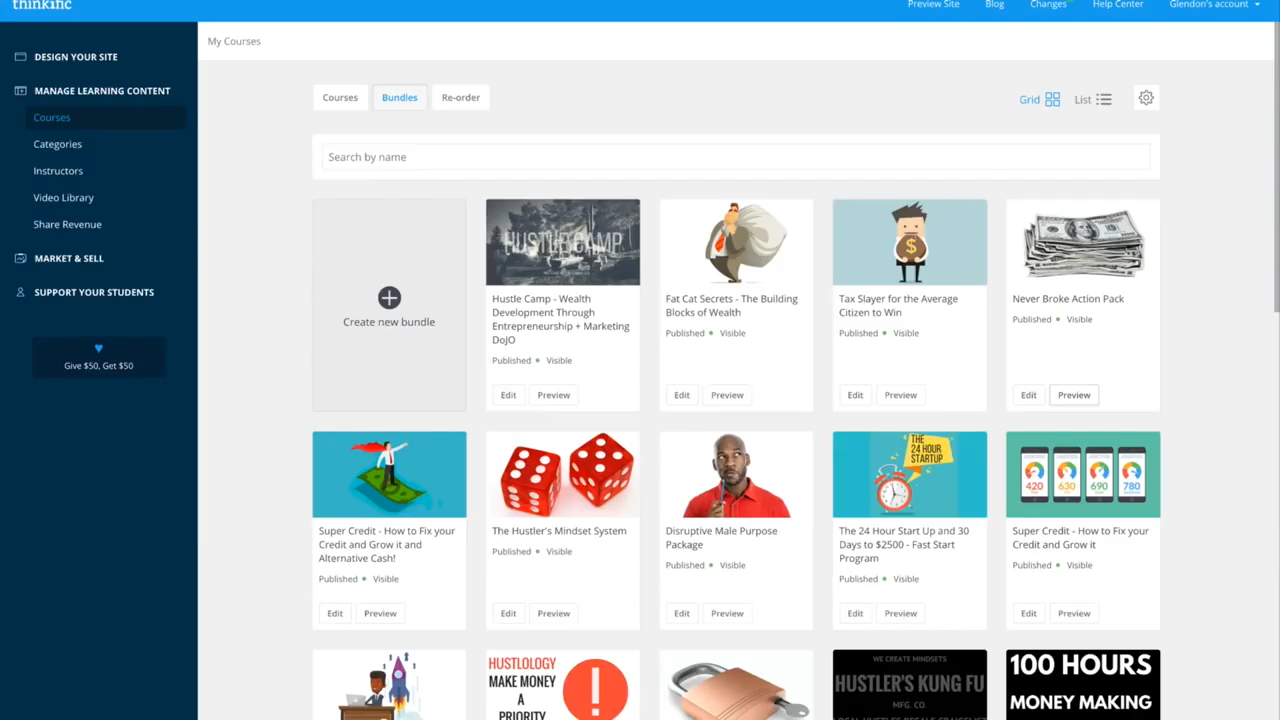 thinkific
Preview Site
Blog
Changes
Help Center
Glendon's account
DESIGN YOUR SITE
MANAGE LEARNING CONTENT
Courses
Categories
Instructors
Video Library
Share Revenue
MARKET & SELL
SUPPORT YOUR STUDENTS
Give $50, Get $50
My Courses
Courses
Bundles
Re-order
Grid
List
Search by name
Create new bundle
HUSTLE CAMP
Hustle Camp - Wealth
Development Through
Entrepreneurship + Marketing
DoJO
Published
Visible
Edit
Preview
Fat Cat Secrets - The Building
Blocks of Wealth
Published
Visible
Edit
Preview
$
Tax Slayer for the Average
Citizen to Win
Published
Visible
Edit
Preview
Never Broke Action Pack
Published
Visible
Edit
Preview
Super Credit - How to Fix your
Credit and Grow it and
Alternative Cash!
Published
Visible
Edit
Preview
The Hustler's Mindset System
Published
Visible
Edit
Preview
Disruptive Male Purpose
Package
Published
Visible
Edit
Preview
THE
24 HOUR
STARTUP
The 24 Hour Start Up and 30
Days to $2500 - Fast Start
Program
Published
Visible
Edit
Preview
420
630
690
780
Super Credit - How to Fix your
Credit and Grow it
Published
Visible
Edit
Preview
HUSTLOLOGY
MAKE MONEY
A
PRIORITY
!
WE CREATE MINDSETS
HUSTLER'S KUNG FU
MFG. CO.
100 HOURS
MONEY MAKING